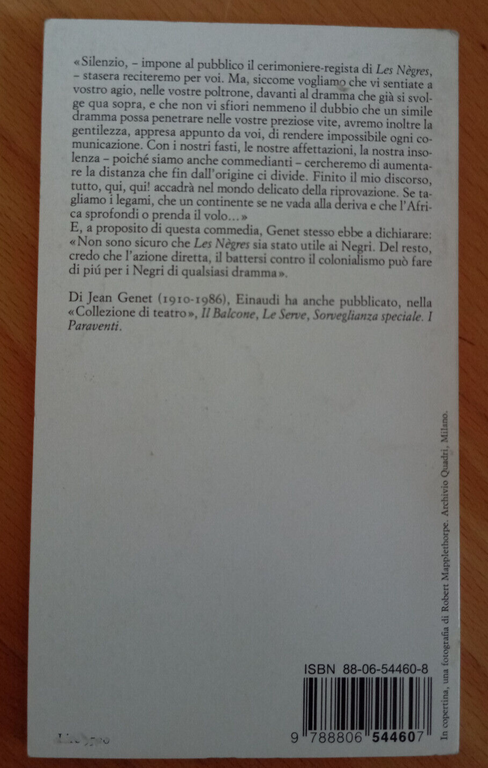 «Silenzio, – impone al pubblico il cerimoniere-regista di Les Nègres,
– stasera reciteremo per voi. Ma, siccome vogliamo che vi sentiate a
vostro agio, nelle vostre poltrone, davanti al dramma che già si svol-
ge qua sopra, e che non vi sfiori nemmeno il dubbio che un simile
dramma possa penetrare nelle vostre preziose vite, avremo inoltre la
gentilezza, appresa appunto da voi, di rendere impossibile ogni co-
municazione. Con i nostri fasti, le nostre affettazioni, la nostra inso-
lenza – poiché siamo anche commedianti – cercheremo di aumenta-
re la distanza che fin dall'origine ci divide. Finito il mio discorso,
tutto, qui, qui! accadrà nel mondo delicato della riprovazione. Se ta-
gliamo i legami, che un continente se ne vada alla deriva e che l'Afri-
ca sprofondi o prenda il volo...»
E, a proposito di questa commedia, Genet stesso ebbe a dichiarare:
«Non sono sicuro che Les Nègres sia stato utile ai Negri. Del resto,
credo che l'azione diretta, il battersi contro il colonialismo può fare
di piú per i Negri di qualsiasi dramma».
Di Jean Genet (1910-1986), Einaudi ha anche pubblicato, nella
«Collezione di teatro», Il Balcone, Le Serve, Sorveglianza speciale. I
Paraventi.
In copertina, una fotografia di Robert Mapplethorpe. Archivio Quadri, Milano.
ISBN 88-06-54460-8
9 788806 544607